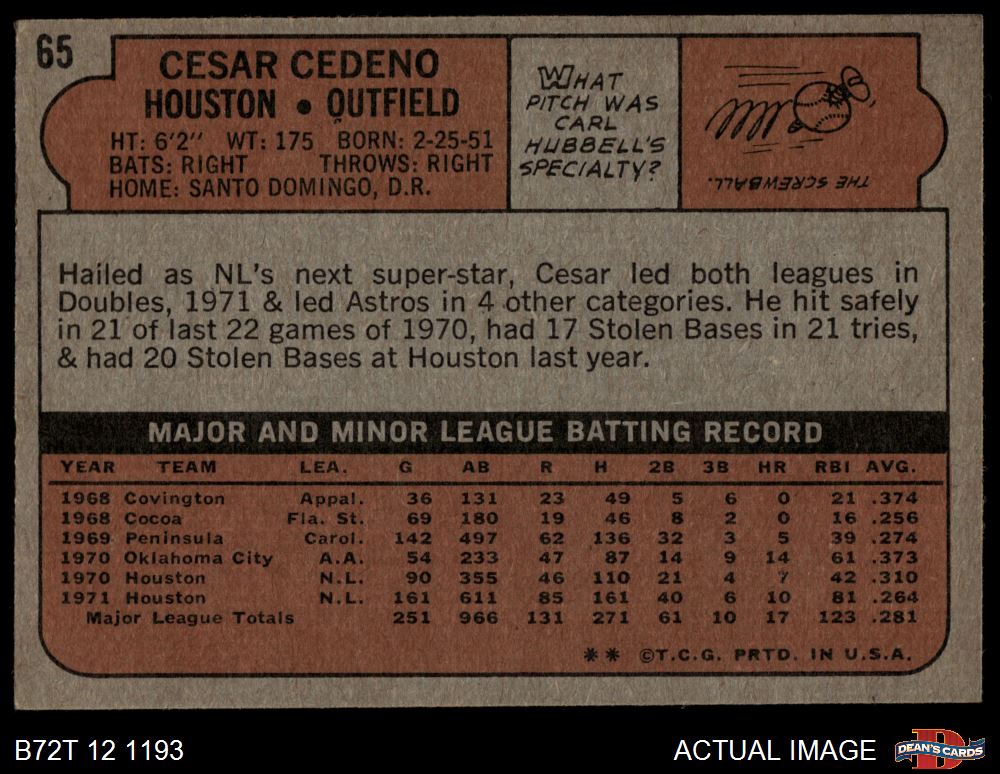 65
CESAR CEDENO
HOUSTON • OUTFIELD
HT: 6'2" WT: 175 BORN: 2-25-51
BATS: RIGHT THROWS: RIGHT
HOME: SANTO DOMINGO, D.R.
WHAT
PITCH WAS
CARL
HUBBELL'S
SPECIALTY?
THE SCREWBALL.
Hailed as NL's next super-star, Cesar led both leagues in
Doubles, 1971 & led Astros in 4 other categories. He hit safely
in 21 of last 22 games of 1970, had 17 Stolen Bases in 21 tries,
& had 20 Stolen Bases at Houston last year.
MAJOR AND MINOR LEAGUE BATTING RECORD
YEAR TEAM LEA. G AB R H 2B 3B HR RBI AVG.
1968 Covington Appal. 36 131 23 49 5 6 0 21 .374
1968 Cocoa Fla. St. 69 180 19 46 8 2 0 16 .256
1969 Peninsula Carol. 142 497 62 136 32 3 5 39 .274
1970 Oklahoma City A.A. 54 233 47 87 14 9 14 61 .373
1970 Houston N.L. 90 355 46 110 21 4 7 42 .310
1971 Houston N.L. 161 611 85 161 40 6 10 81 .264
Major League Totals 251 966 131 271 61 10 17 123 .281
** ©T.C.G. PRTD. IN U.S.A.
B72T 12 1193
ACTUAL IMAGE
DEAN'S CARDS